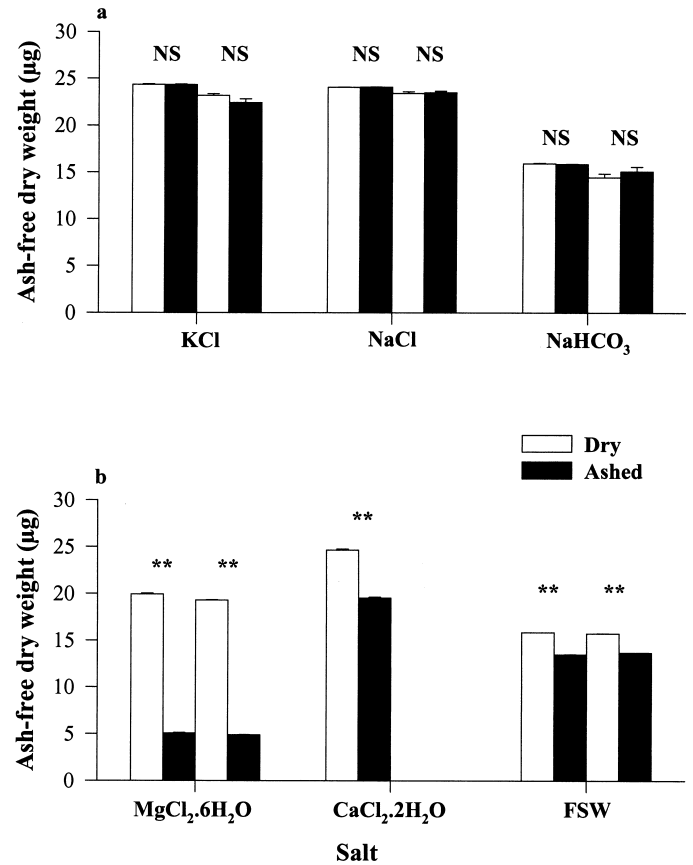 a
Ash-free dry weight (µg)
30
25
20
15
10
5
0
NS NS NS NS NS NS
KCl NaCl NaHCO₃
Dry
Ashed
b
Ash-free dry weight (µg)
30
25
20
15
10
5
0
** ** ** ** **
MgCl₂.6H₂O CaCl₂.2H₂O FSW
Salt